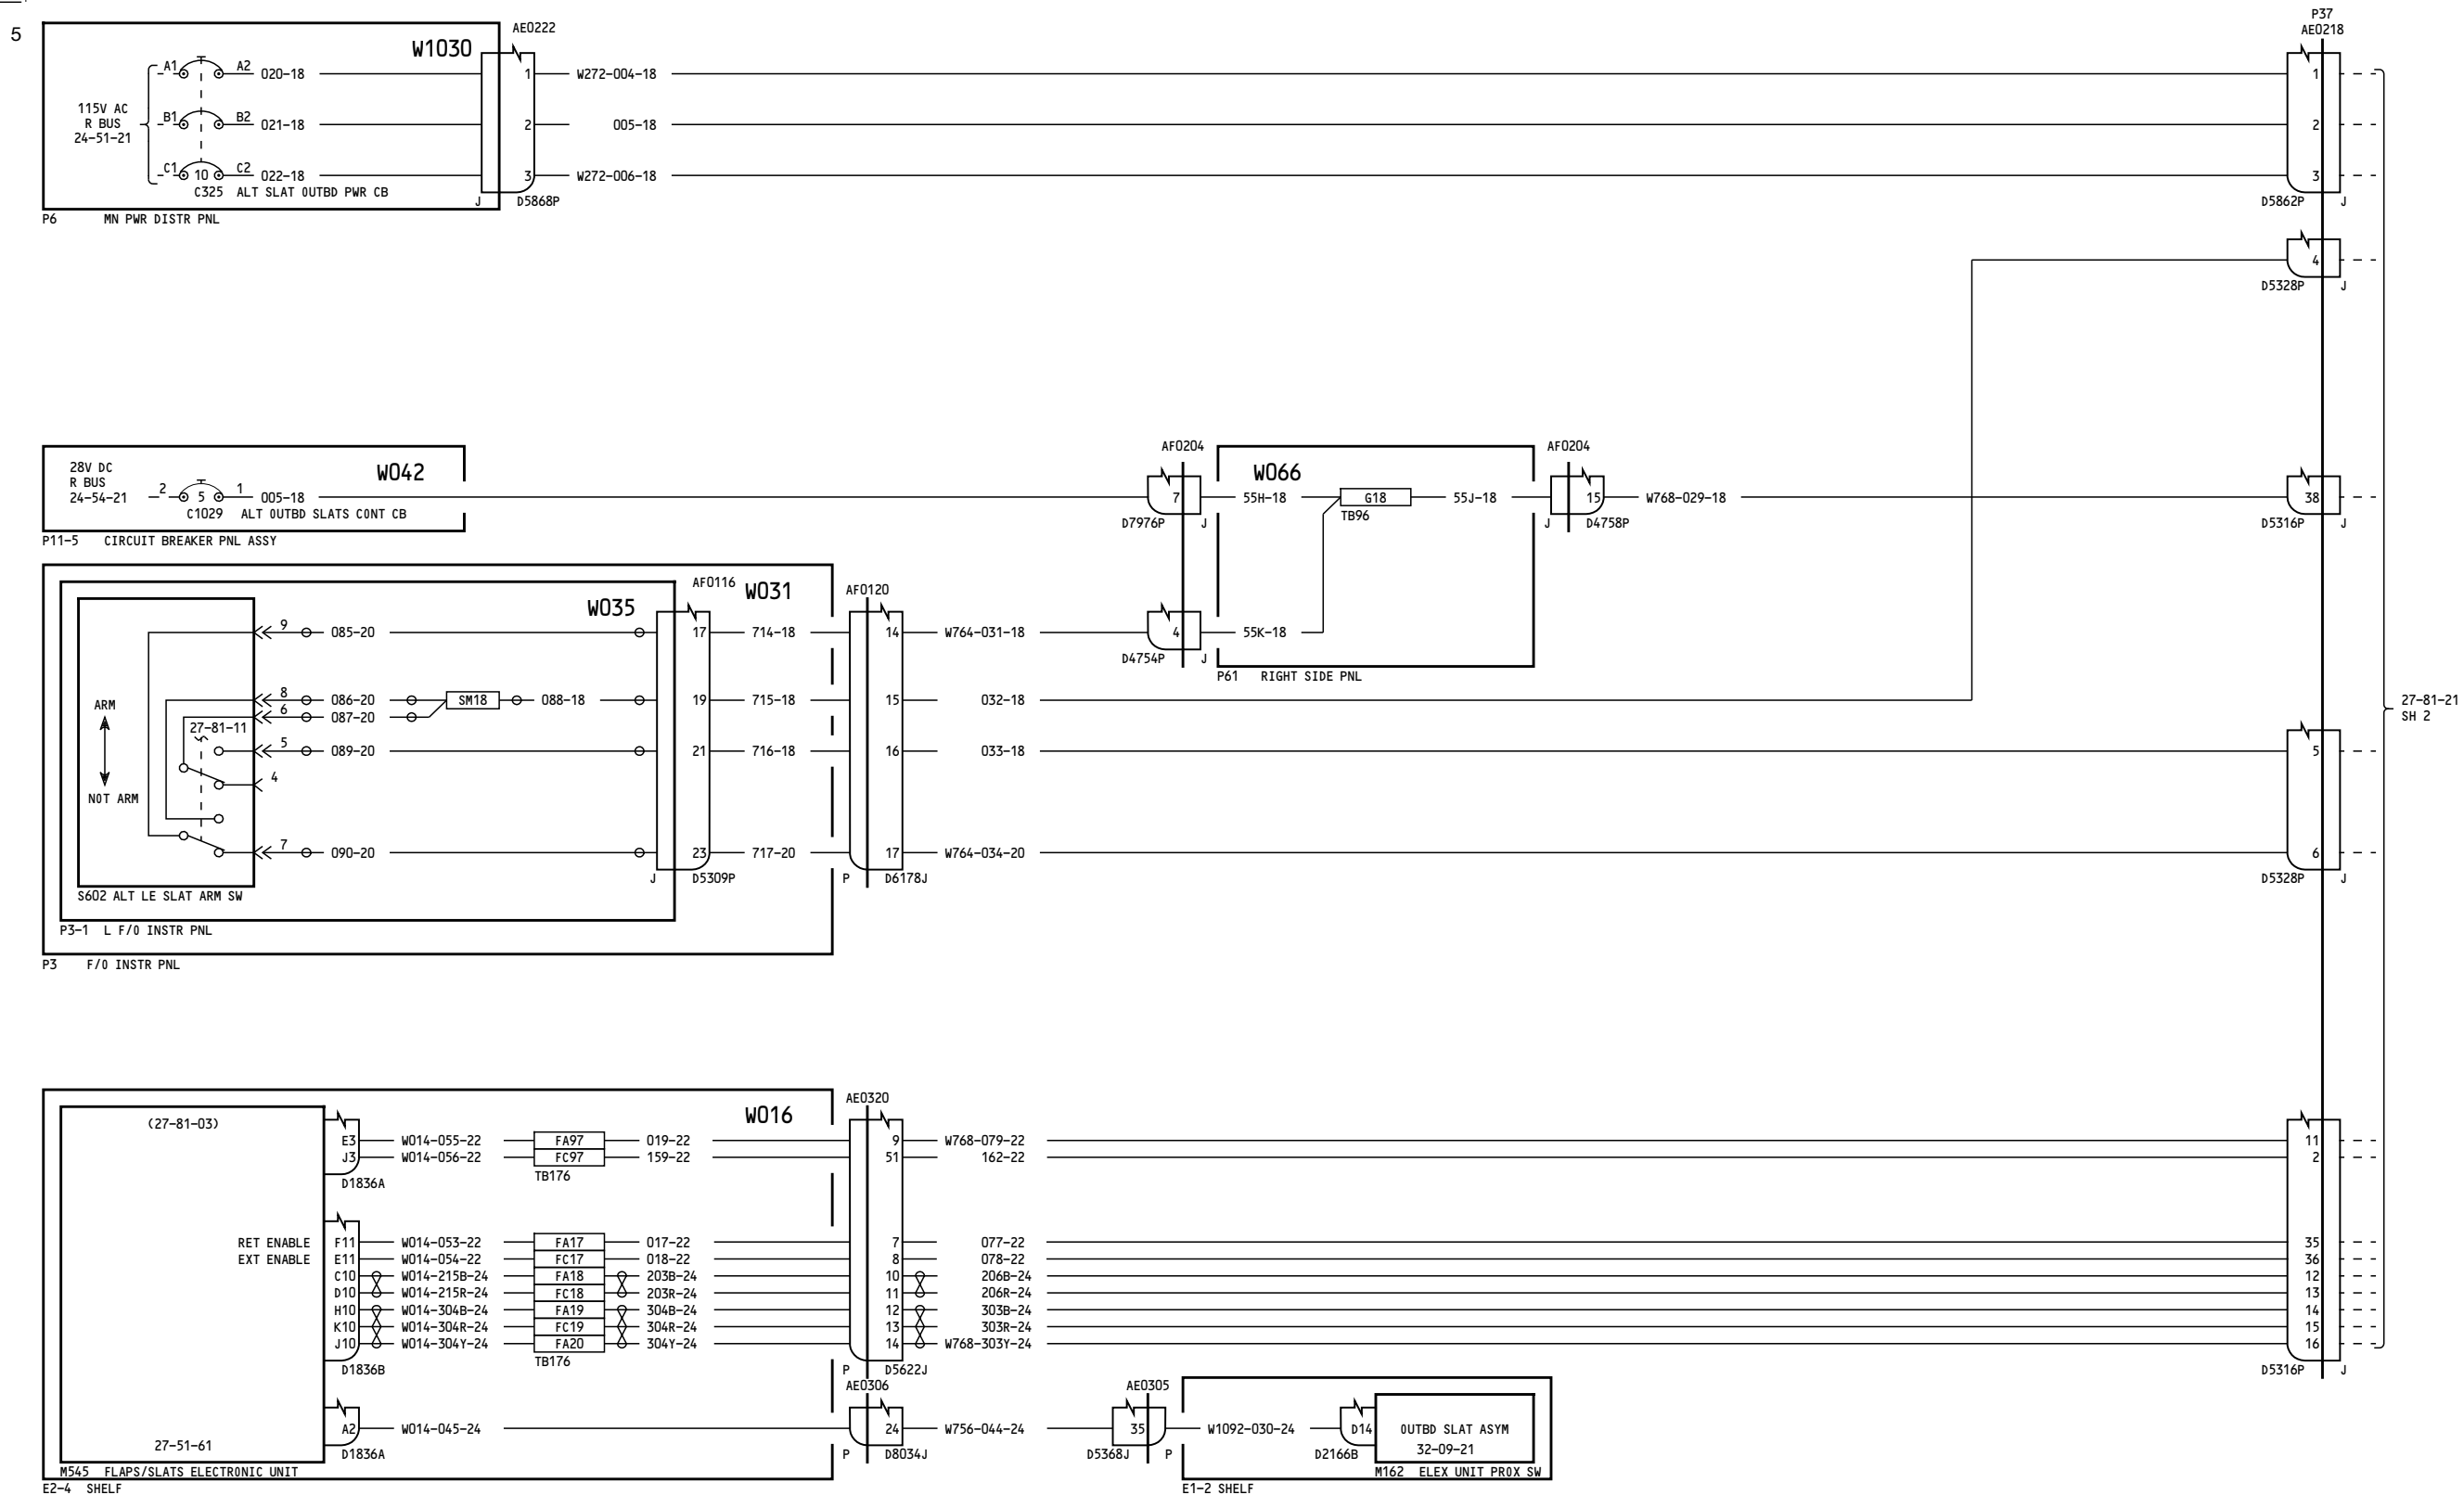 5
P37
AE0222
AE0218
W1030
115V AC
R BUS
24-51-21
A1 A2 020-18 1 W272-004-18 1
B1 B2 021-18 2 005-18 2
C1 10 C2 022-18 3 W272-006-18 3
C325 ALT SLAT OUTBD PWR CB
J D5868P D5862P J
P6 MN PWR DISTR PNL
4
D5328P J
AF0204 AF0204
28V DC
R BUS
24-54-21
W042 W066
2 5 1 005-18 7 55H-18 G18 55J-18 15 W768-029-18 38
C1029 ALT OUTBD SLATS CONT CB
TB96
D7976P J J D4758P D5316P J
P11-5 CIRCUIT BREAKER PNL ASSY
AF0116 W031 AF0120
W035
9 085-20 17 714-18 14 W764-031-18 4 55K-18
D4754P J
P61 RIGHT SIDE PNL
8 086-20 SM18 088-18 19 715-18 15 032-18
ARM
6 087-20
27-81-21
SH 2
27-81-11
5 089-20 21 716-18 16 033-18 5
4
NOT ARM
7 090-20 23 717-20 17 W764-034-20 6
J D5309P P D6178J D5328P J
S602 ALT LE SLAT ARM SW
P3-1 L F/O INSTR PNL
P3 F/O INSTR PNL
AE0320
W016
(27-81-03)
E3 W014-055-22 FA97 019-22 9 W768-079-22 11
J3 W014-056-22 FC97 159-22 51 162-22 2
D1836A TB176
RET ENABLE F11 W014-053-22 FA17 017-22 7 077-22 35
EXT ENABLE E11 W014-054-22 FC17 018-22 8 078-22 36
C10 W014-215B-24 FA18 203B-24 10 206B-24 12
D10 W014-215R-24 FC18 203R-24 11 206R-24 13
H10 W014-304B-24 FA19 304B-24 12 303B-24 14
K10 W014-304R-24 FC19 304R-24 13 303R-24 15
J10 W014-304Y-24 FA20 304Y-24 14 W768-303Y-24 16
D1836B TB176 P D5622J D5316P J
AE0306 AE0305
A2 W014-045-24 24 W756-044-24 35 W1092-030-24 D14 OUTBD SLAT ASYM
27-51-61
32-09-21
D1836A P D8034J D5368J P D2166B
M545 FLAPS/SLATS ELECTRONIC UNIT
M162 ELEX UNIT PROX SW
E2-4 SHELF
E1-2 SHELF